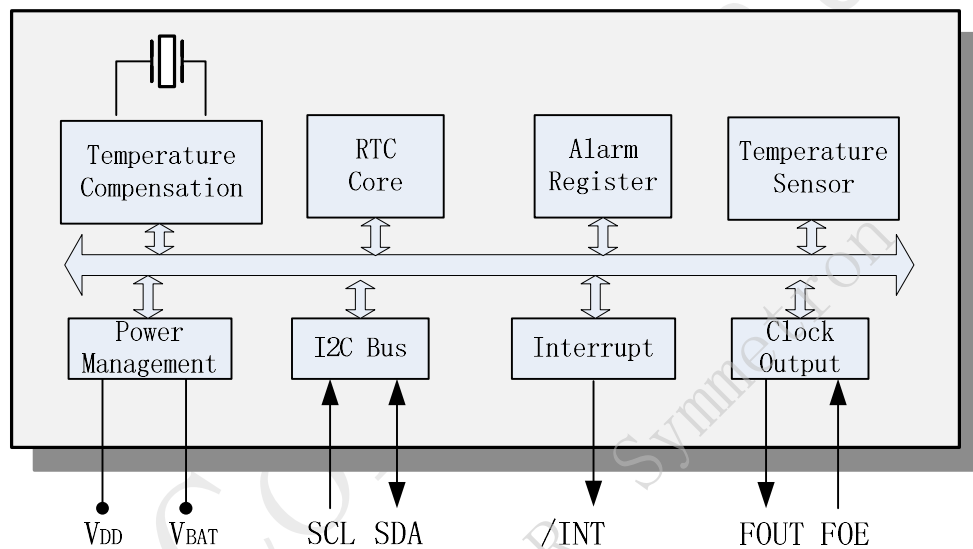 Temperature
Compensation
RTC
Core
Alarm
Register
Temperature
Sensor
Power
Management
I2C Bus
Interrupt
Clock
Output
VDD
VBAT
SCL
SDA
/INT
FOUT
FOE
Symmetron